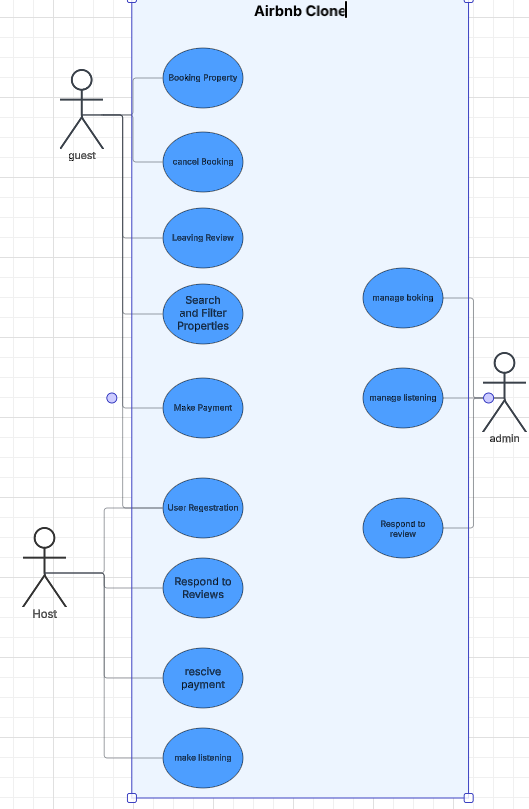 Airbnb Clone
Booking Property
guest
cancel Booking
Leaving Review
Search
and Filter
Properties
manage boking
manage listening
admin
Make Payment
User Regestration
Respond to
review
Host
Respond to
Reviews
rescive
payment
make listening